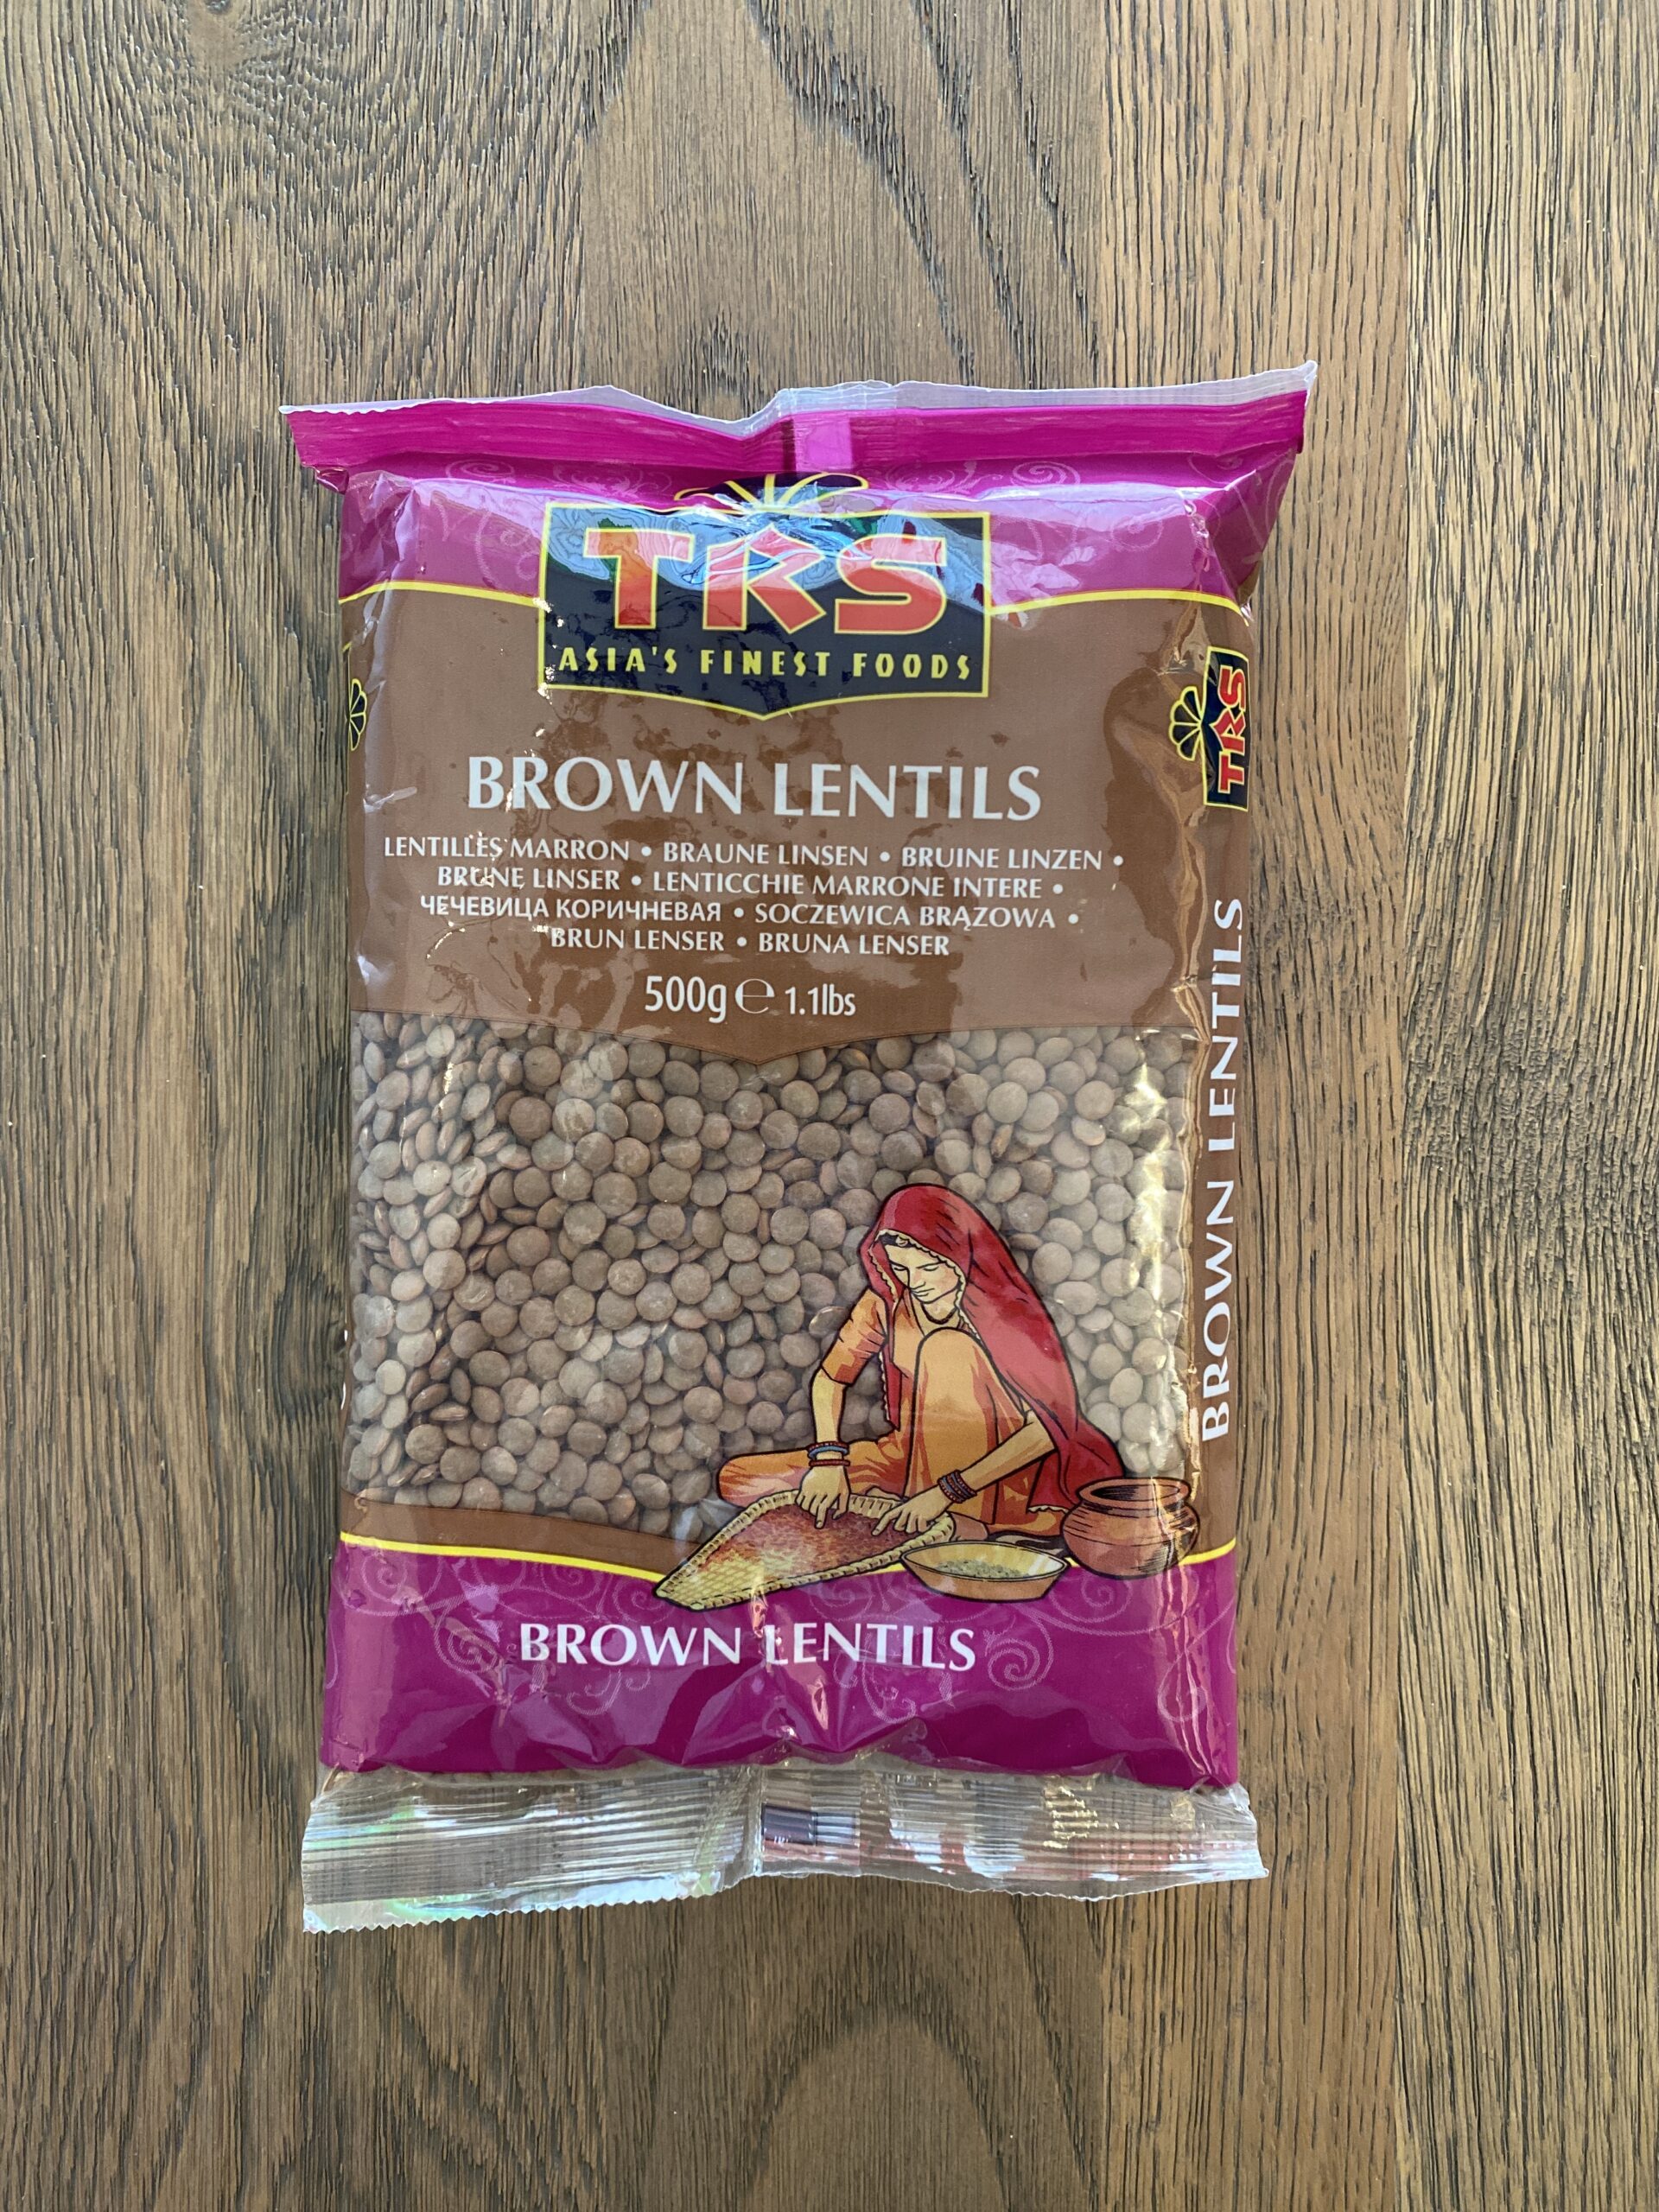 TRS
ASIA'S FINEST FOODS
BROWN LENTILS
LENTILLES MARRON • BRAUNE LINSEN • BRUINE LINZEN •
BRUNE LINSER • LENTICCHIE MARRONE INTERE •
ЧЕЧЕВИЦА КОРИЧНЕВАЯ • SOCZEWICA BRĄZOWA •
BRUN LENSER • BRUNA LENSER
500g ℮ 1.1lbs
BROWN LENTILS
TRS
BROWN LENTILS